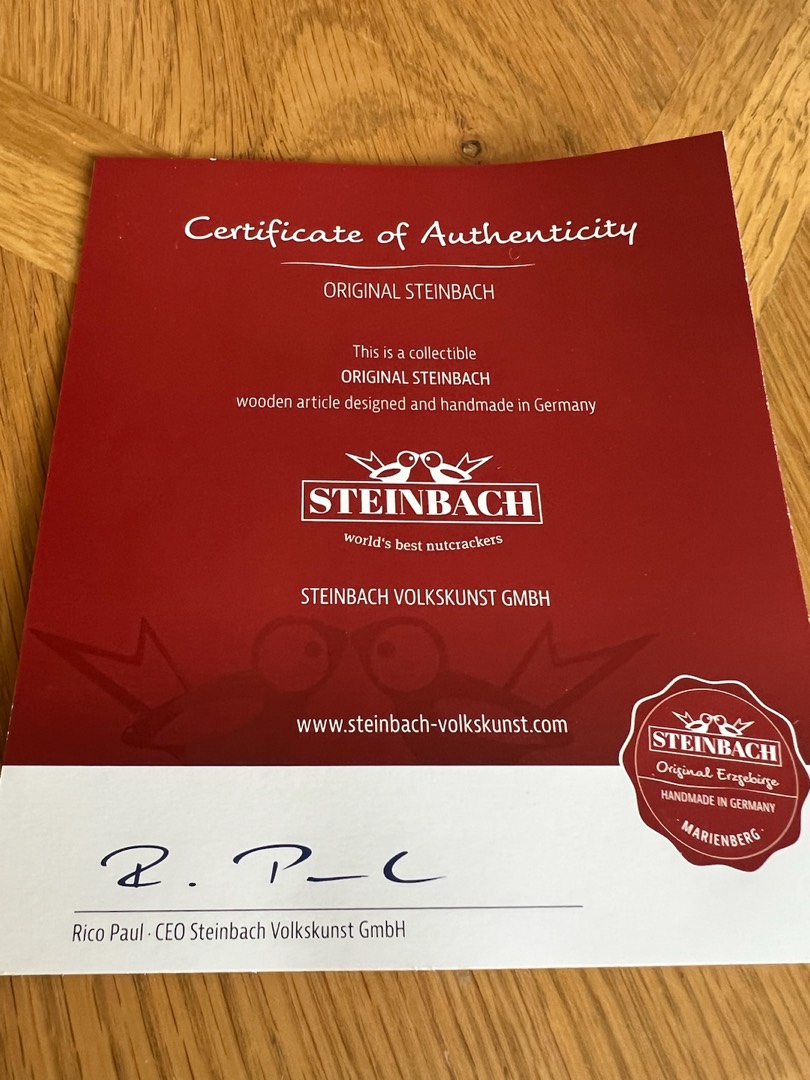 Certificate of Authenticity
ORIGINAL STEINBACH
This is a collectible
ORIGINAL STEINBACH
wooden article designed and handmade in Germany
STEINBACH
world's best nutcrackers
STEINBACH VOLKSKUNST GMBH
www.steinbach-volkskunst.com
STEINBACH
Original Erzgebirge
HANDMADE IN GERMANY
· MARIENBERG ·
R. Paul
Rico Paul · CEO Steinbach Volkskunst GmbH